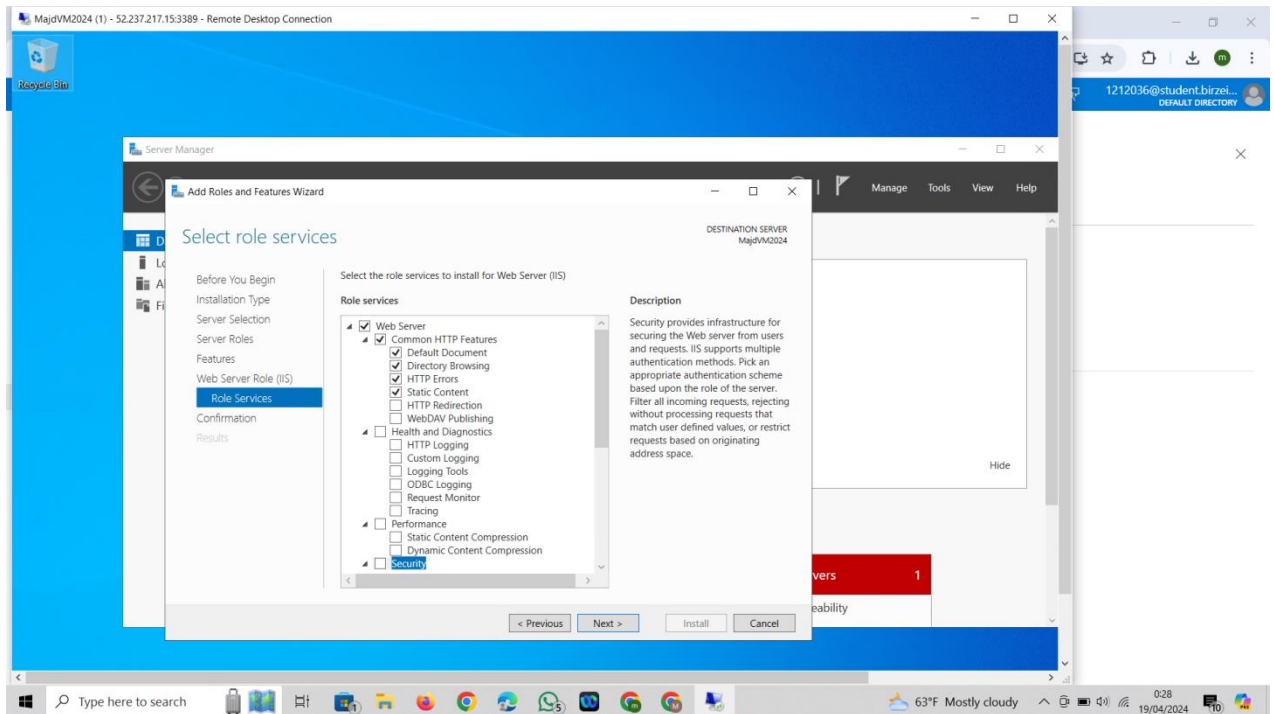 MajdVM2024 (1) - 52.237.217.15:3389 - Remote Desktop Connection
Recycle Bin
1212036@student.birzei...
DEFAULT DIRECTORY
Server Manager
Manage Tools View Help
Add Roles and Features Wizard
Select role services
DESTINATION SERVER
MajdVM2024
Before You Begin
Installation Type
Server Selection
Server Roles
Features
Web Server Role (IIS)
Role Services
Confirmation
Results
Select the role services to install for Web Server (IIS)
Role services
Web Server
Common HTTP Features
Default Document
Directory Browsing
HTTP Errors
Static Content
HTTP Redirection
WebDAV Publishing
Health and Diagnostics
HTTP Logging
Custom Logging
Logging Tools
ODBC Logging
Request Monitor
Tracing
Performance
Static Content Compression
Dynamic Content Compression
Security
Description
Security provides infrastructure for
securing the Web server from users
and requests. IIS supports multiple
authentication methods. Pick an
appropriate authentication scheme
based upon the role of the server.
Filter all incoming requests, rejecting
without processing requests that
match user defined values, or restrict
requests based on originating
address space.
Hide
vers 1
eability
< Previous Next > Install Cancel
Type here to search
63°F Mostly cloudy
0:28
19/04/2024